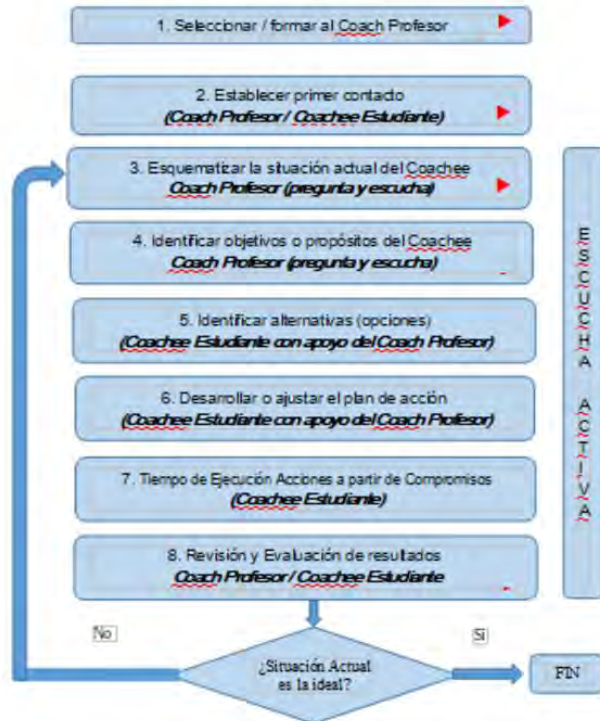 1. Seleccionar / formar al Coach Profesor
2. Establecer primer contacto
(Coach Profesor / Coachee Estudiante)
3. Esquematizar la situación actual del Coachee
Coach Profesor (pregunta y escucha)
4. Identificar objetivos o propósitos del Coachee
Coach Profesor (pregunta y escucha)
5. Identificar alternativas (opciones)
(Coachee Estudiante con apoyo del Coach Profesor)
6. Desarrollar o ajustar el plan de acción
(Coachee Estudiante con apoyo del Coach Profesor)
7. Tiempo de Ejecución Acciones a partir de Compromisos
(Coachee Estudiante)
8. Revisión y Evaluación de resultados
Coach Profesor / Coachee Estudiante
ESCUCHA ACTIVA
No
Si
¿Situación Actual
es la ideal?
FIN